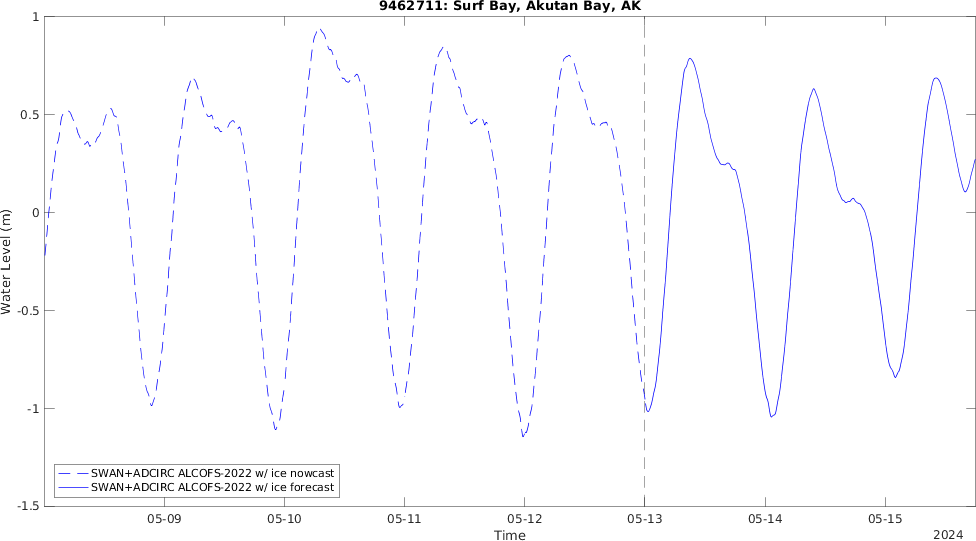 9462711: Surf Bay, Akutan Bay, AK
1
0.5
0
-0.5
-1
-1.5
Water Level (m)
SWAN+ADCIRC ALCOFS-2022 w/ ice nowcast
SWAN+ADCIRC ALCOFS-2022 w/ ice forecast
05-09 05-10 05-11 05-12 05-13 05-14 05-15
Time
2024